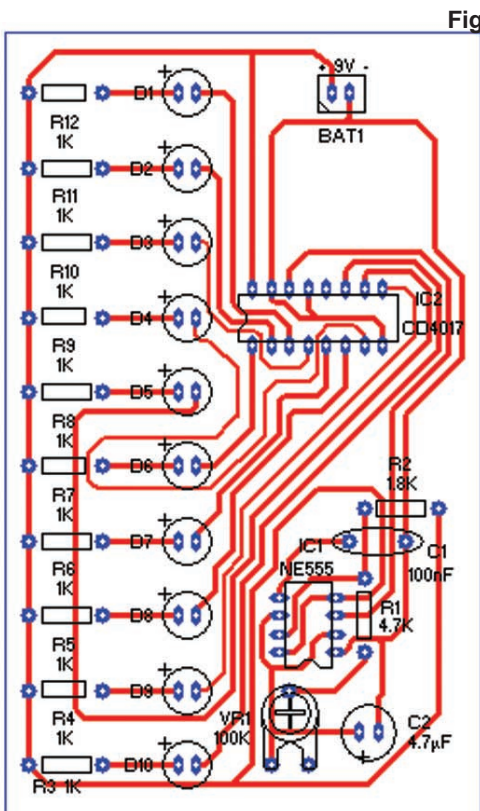 Fig
+ 9V -
BAT1
D1
R12
1K
D2
R11
1K
D3
R10
1K
D4
IC2
CD4017
R9
1K
D5
R8
1K
D6
R2
1.8K
R7
1K
D7
IC1
C1
100nF
NE555
R6
1K
D8
R1
4.7K
R5
1K
D9
R4
1K
VR1
100K
C2
4.7µF
D10
R3 1K